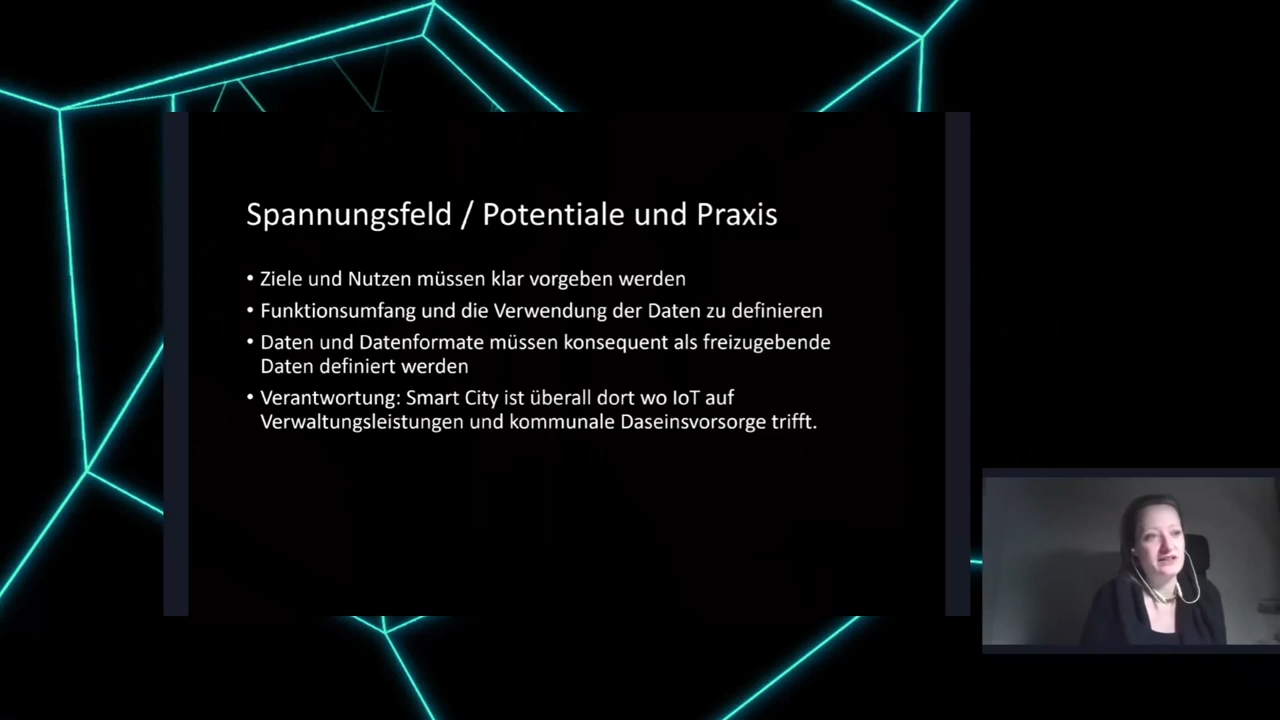 Spannungsfeld / Potentiale und Praxis
• Ziele und Nutzen müssen klar vorgeben werden
• Funktionsumfang und die Verwendung der Daten zu definieren
• Daten und Datenformate müssen konsequent als freizugebende
Daten definiert werden
• Verantwortung: Smart City ist überall dort wo IoT auf
Verwaltungsleistungen und kommunale Daseinsvorsorge trifft.